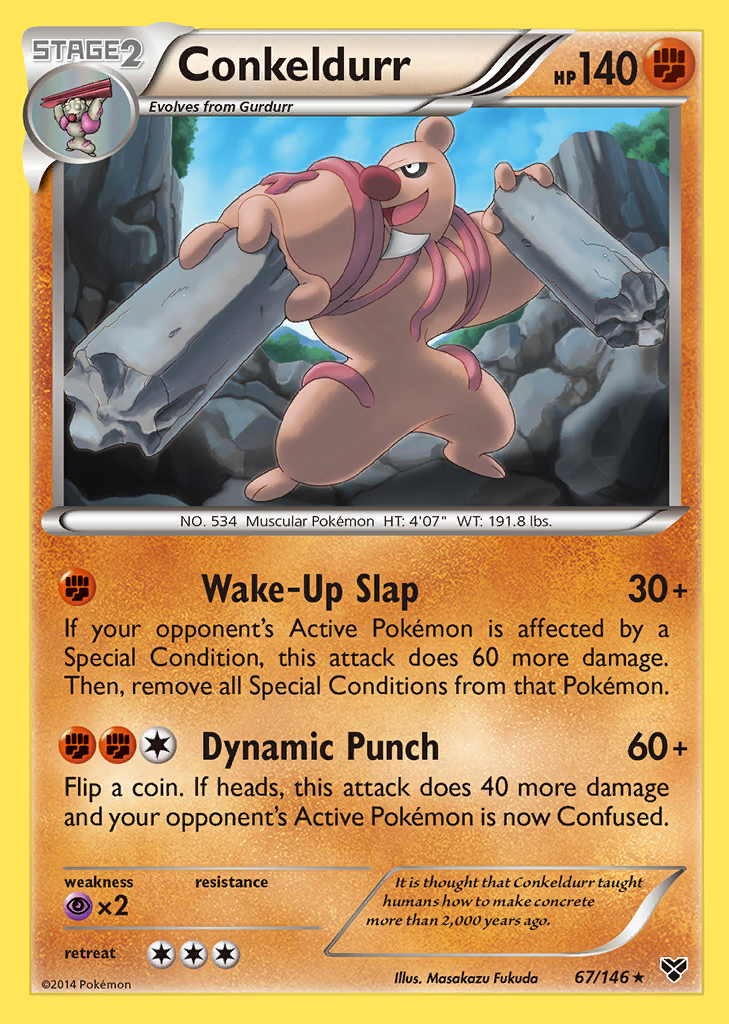 STAGE2
Conkeldurr
HP 140
Evolves from Gurdurr
NO. 534 Muscular Pokémon HT: 4'07" WT: 191.8 lbs.
Wake-Up Slap 30+
If your opponent's Active Pokémon is affected by a
Special Condition, this attack does 60 more damage.
Then, remove all Special Conditions from that Pokémon.
Dynamic Punch 60+
Flip a coin. If heads, this attack does 40 more damage
and your opponent's Active Pokémon is now Confused.
weakness resistance
×2
retreat
It is thought that Conkeldurr taught
humans how to make concrete
more than 2,000 years ago.
©2014 Pokémon
Illus. Masakazu Fukuda 67/146 ★